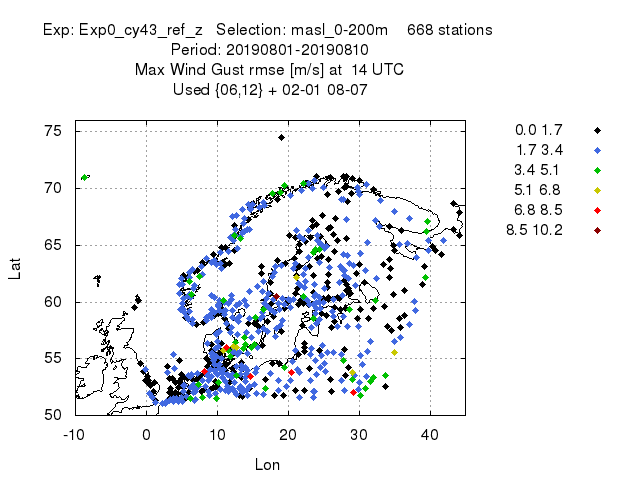 Exp: Exp0_cy43_ref_z Selection: masl_0-200m 668 stations
Period: 20190801-20190810
Max Wind Gust rmse [m/s] at 14 UTC
Used {06,12} + 02-01 08-07
0.0 1.7
1.7 3.4
3.4 5.1
5.1 6.8
6.8 8.5
8.5 10.2
75
70
65
60
55
50
Lat
-10 0 10 20 30 40
Lon